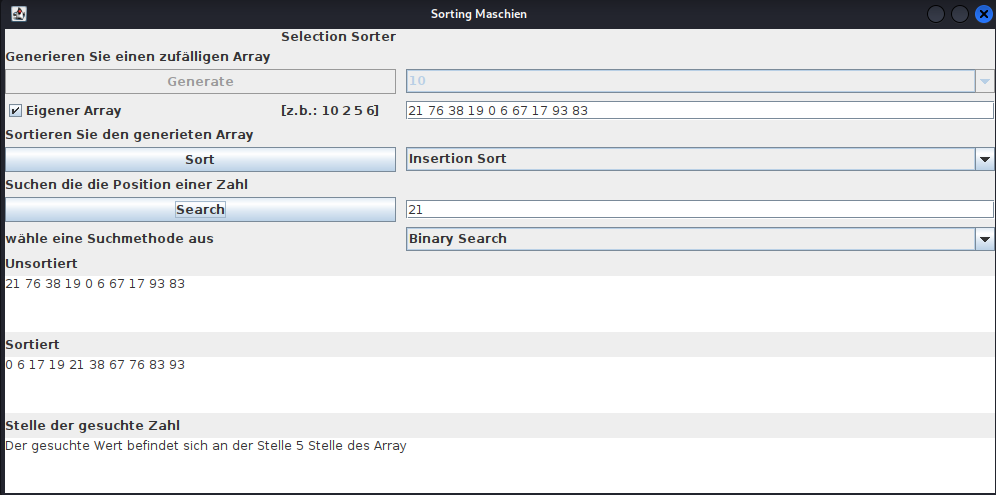 Sorting Maschien
Selection Sorter
Generieren Sie einen zufälligen Array
Generate 10
Eigener Array [z.b.: 10 2 5 6] 21 76 38 19 0 6 67 17 93 83
Sortieren Sie den generieten Array
Sort Insertion Sort
Suchen die die Position einer Zahl
Search 21
wähle eine Suchmethode aus Binary Search
Unsortiert
21 76 38 19 0 6 67 17 93 83
Sortiert
0 6 17 19 21 38 67 76 83 93
Stelle der gesuchte Zahl
Der gesuchte Wert befindet sich an der Stelle 5 Stelle des Array